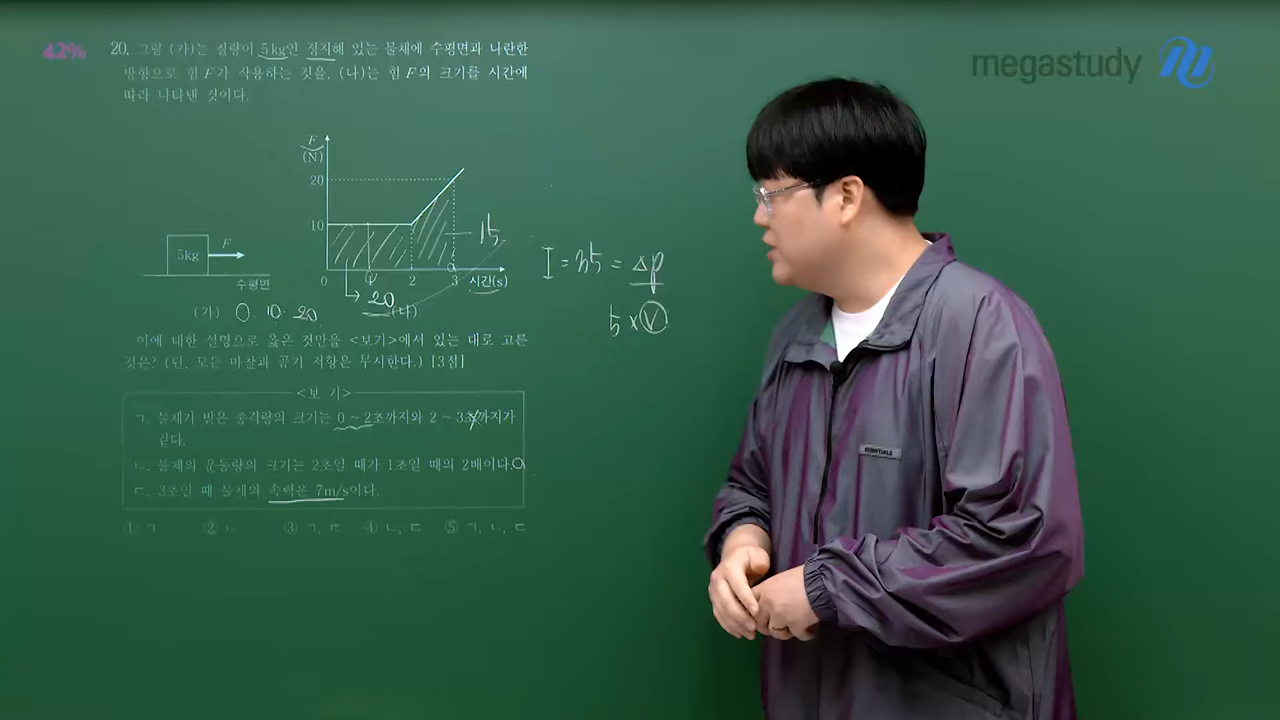 42%
20. 그림 (가)는 질량이 5kg인 정지해 있는 물체에 수평면과 나란한
방향으로 힘 F가 작용하는 것을, (나)는 힘 F의 크기를 시간에
따라 나타낸 것이다.
megastudy
F
(N)
20
10
0
2
3
시간(s)
15
20
5kg
F
수평면
(가)
0 10 20
(나)
I = 35 = Δp
5 × v
이에 대한 설명으로 옳은 것만을 <보기>에서 있는 대로 고른
것은? (단, 모든 마찰과 공기 저항은 무시한다.) [3점]
<보 기>
ㄱ. 물체가 받은 충격량의 크기는 0 ~ 2초까지와 2 ~ 3초까지가
같다.
ㄴ. 물체의 운동량의 크기는 2초일 때가 1초일 때의 2배이다.
ㄷ. 3초일 때 물체의 속력은 7m/s이다.
① ㄱ ② ㄴ ③ ㄱ, ㄷ ④ ㄴ, ㄷ ⑤ ㄱ, ㄴ, ㄷ
ESSENTIALS